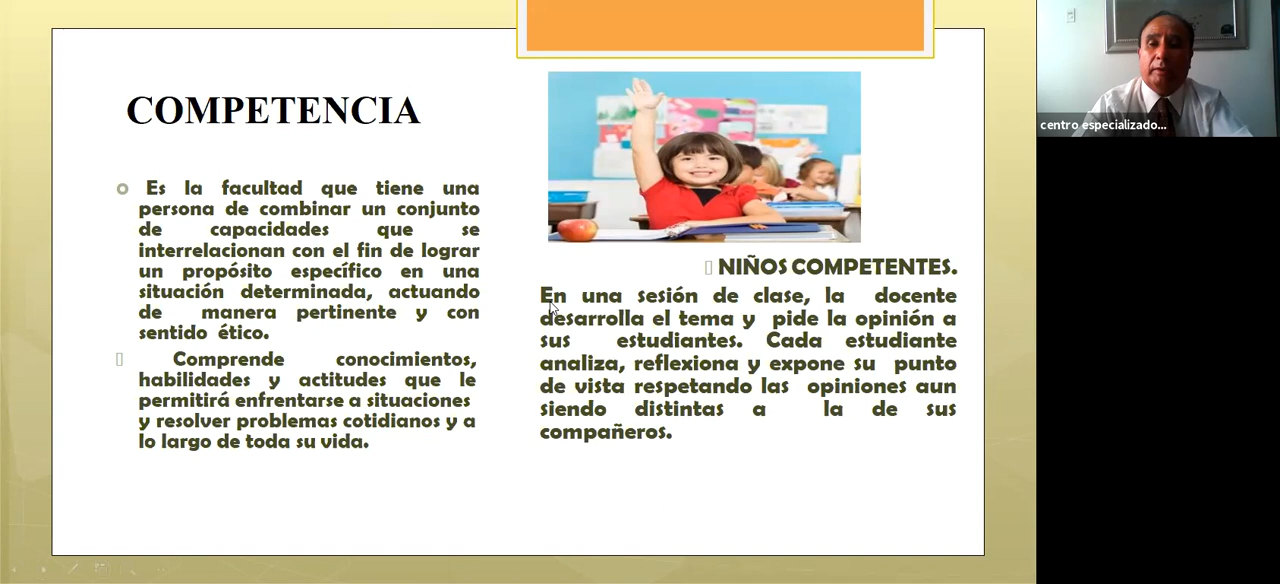 COMPETENCIA
Es la facultad que tiene una
persona de combinar un conjunto
de capacidades que se
interrelacionan con el fin de lograr
un propósito específico en una
situación determinada, actuando
de manera pertinente y con
sentido ético.
Comprende conocimientos,
habilidades y actitudes que le
permitirá enfrentarse a situaciones
y resolver problemas cotidianos y a
lo largo de toda su vida.
NIÑOS COMPETENTES.
En una sesión de clase, la docente
desarrolla el tema y pide la opinión a
sus estudiantes. Cada estudiante
analiza, reflexiona y expone su punto
de vista respetando las opiniones aun
siendo distintas a la de sus
compañeros.
centro especializado...